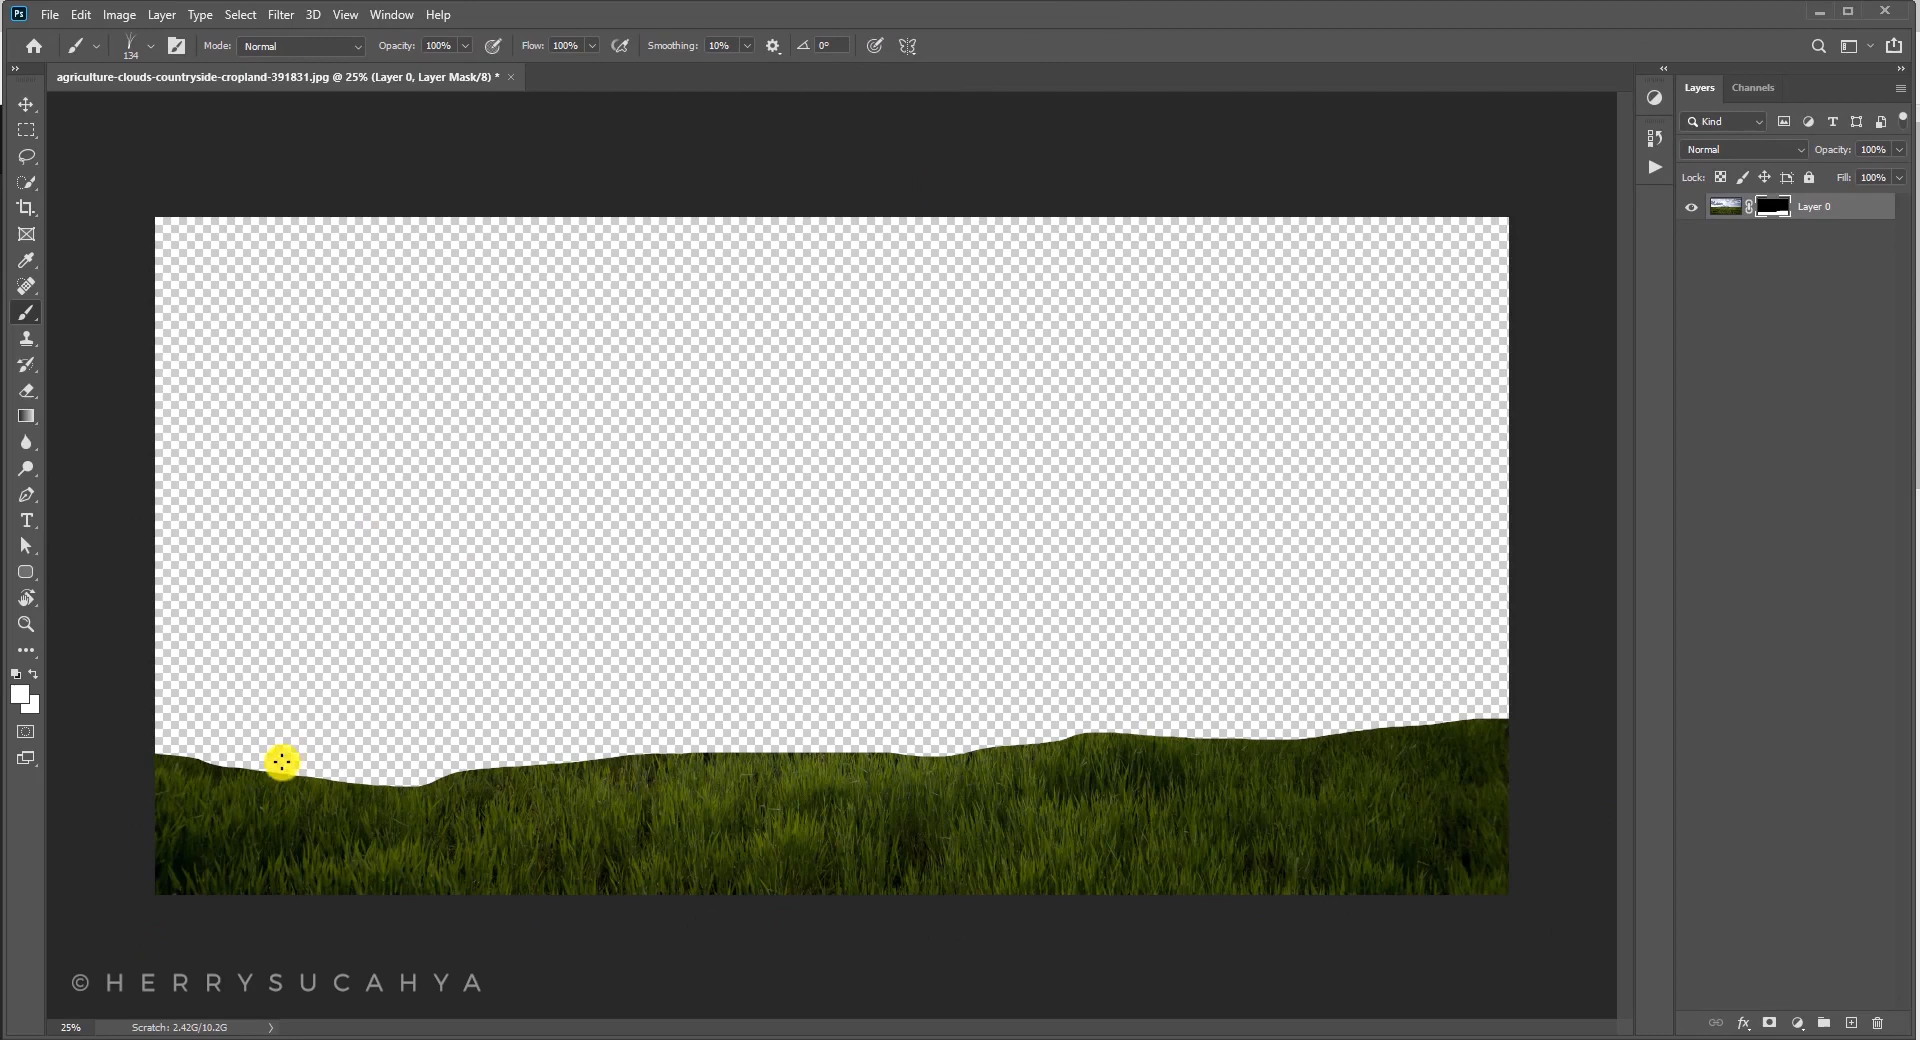 Ps File Edit Image Layer Type Select Filter 3D View Window Help
134 Mode: Normal Opacity: 100% Flow: 100% Smoothing: 10% 0°
agriculture-clouds-countryside-cropland-391831.jpg @ 25% (Layer 0, Layer Mask/8) *
Layers Channels
Kind
Normal Opacity: 100%
Lock: Fill: 100%
Layer 0
© HERRYSUCAHYA
25% Scratch: 2.42G/10.2G